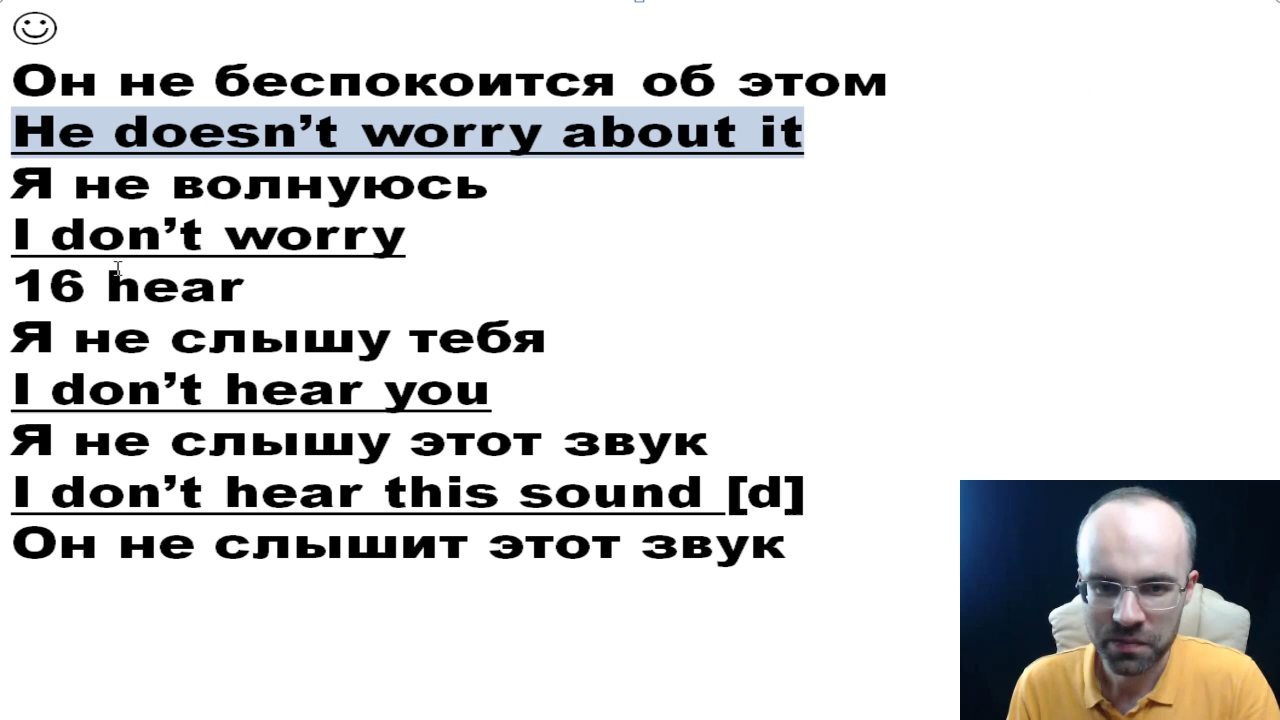 Он не беспокоится об этом
He doesn’t worry about it
Я не волнуюсь
I don’t worry
16 hear
Я не слышу тебя
I don’t hear you
Я не слышу этот звук
I don’t hear this sound [d]
Он не слышит этот звук